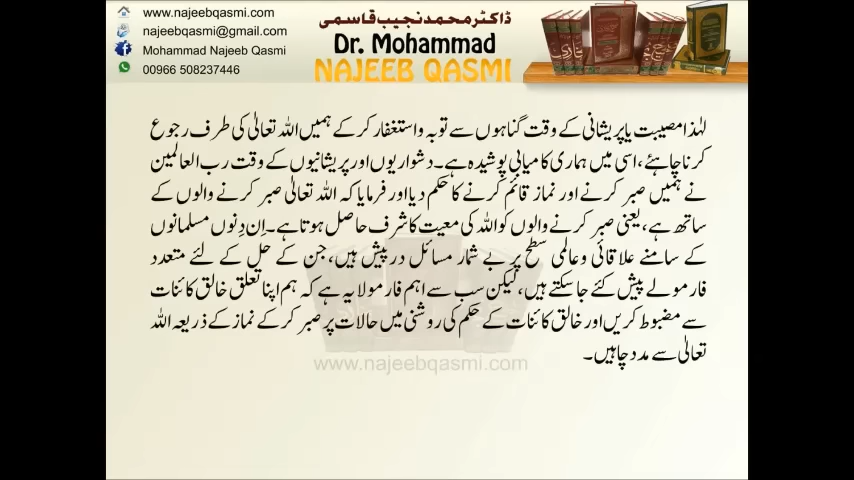 www.najeebqasmi.com
najeebqasmi@gmail.com
Mohammad Najeeb Qasmi
00966 508237446
ڈاکٹر محمد نجیب قاسمی
Dr. Mohammad
NAJEEB QASMI
لہٰذا مصیبت یا پریشانی کے وقت گناہوں سے توبہ واستغفار کرکے ہمیں اللہ تعالیٰ کی طرف رجوع
کرنا چاہئے، اسی میں ہماری کامیابی پوشیدہ ہے۔ دشواریوں اور پریشانیوں کے وقت رب العالمین
نے ہمیں صبر کرنے اور نماز قائم کرنے کا حکم دیا اور فرمایا کہ اللہ تعالیٰ صبر کرنے والوں کے
ساتھ ہے، یعنی صبر کرنے والوں کو اللہ کی معیت کا شرف حاصل ہوتا ہے۔ اِن دِنوں مسلمانوں
کے سامنے علاقائی وعالمی سطح پر بے شمار مسائل درپیش ہیں، جن کے حل کے لئے متعدد
فارمولے پیش کئے جاسکتے ہیں، لیکن سب سے اہم فارمولا یہ ہے کہ ہم اپنا تعلق خالق کائنات
سے مضبوط کریں اور خالق کائنات کے حکم کی روشنی میں حالات پر صبر کرکے نماز کے ذریعہ اللہ
تعالیٰ سے مدد چاہیں۔
www.najeebqasmi.com